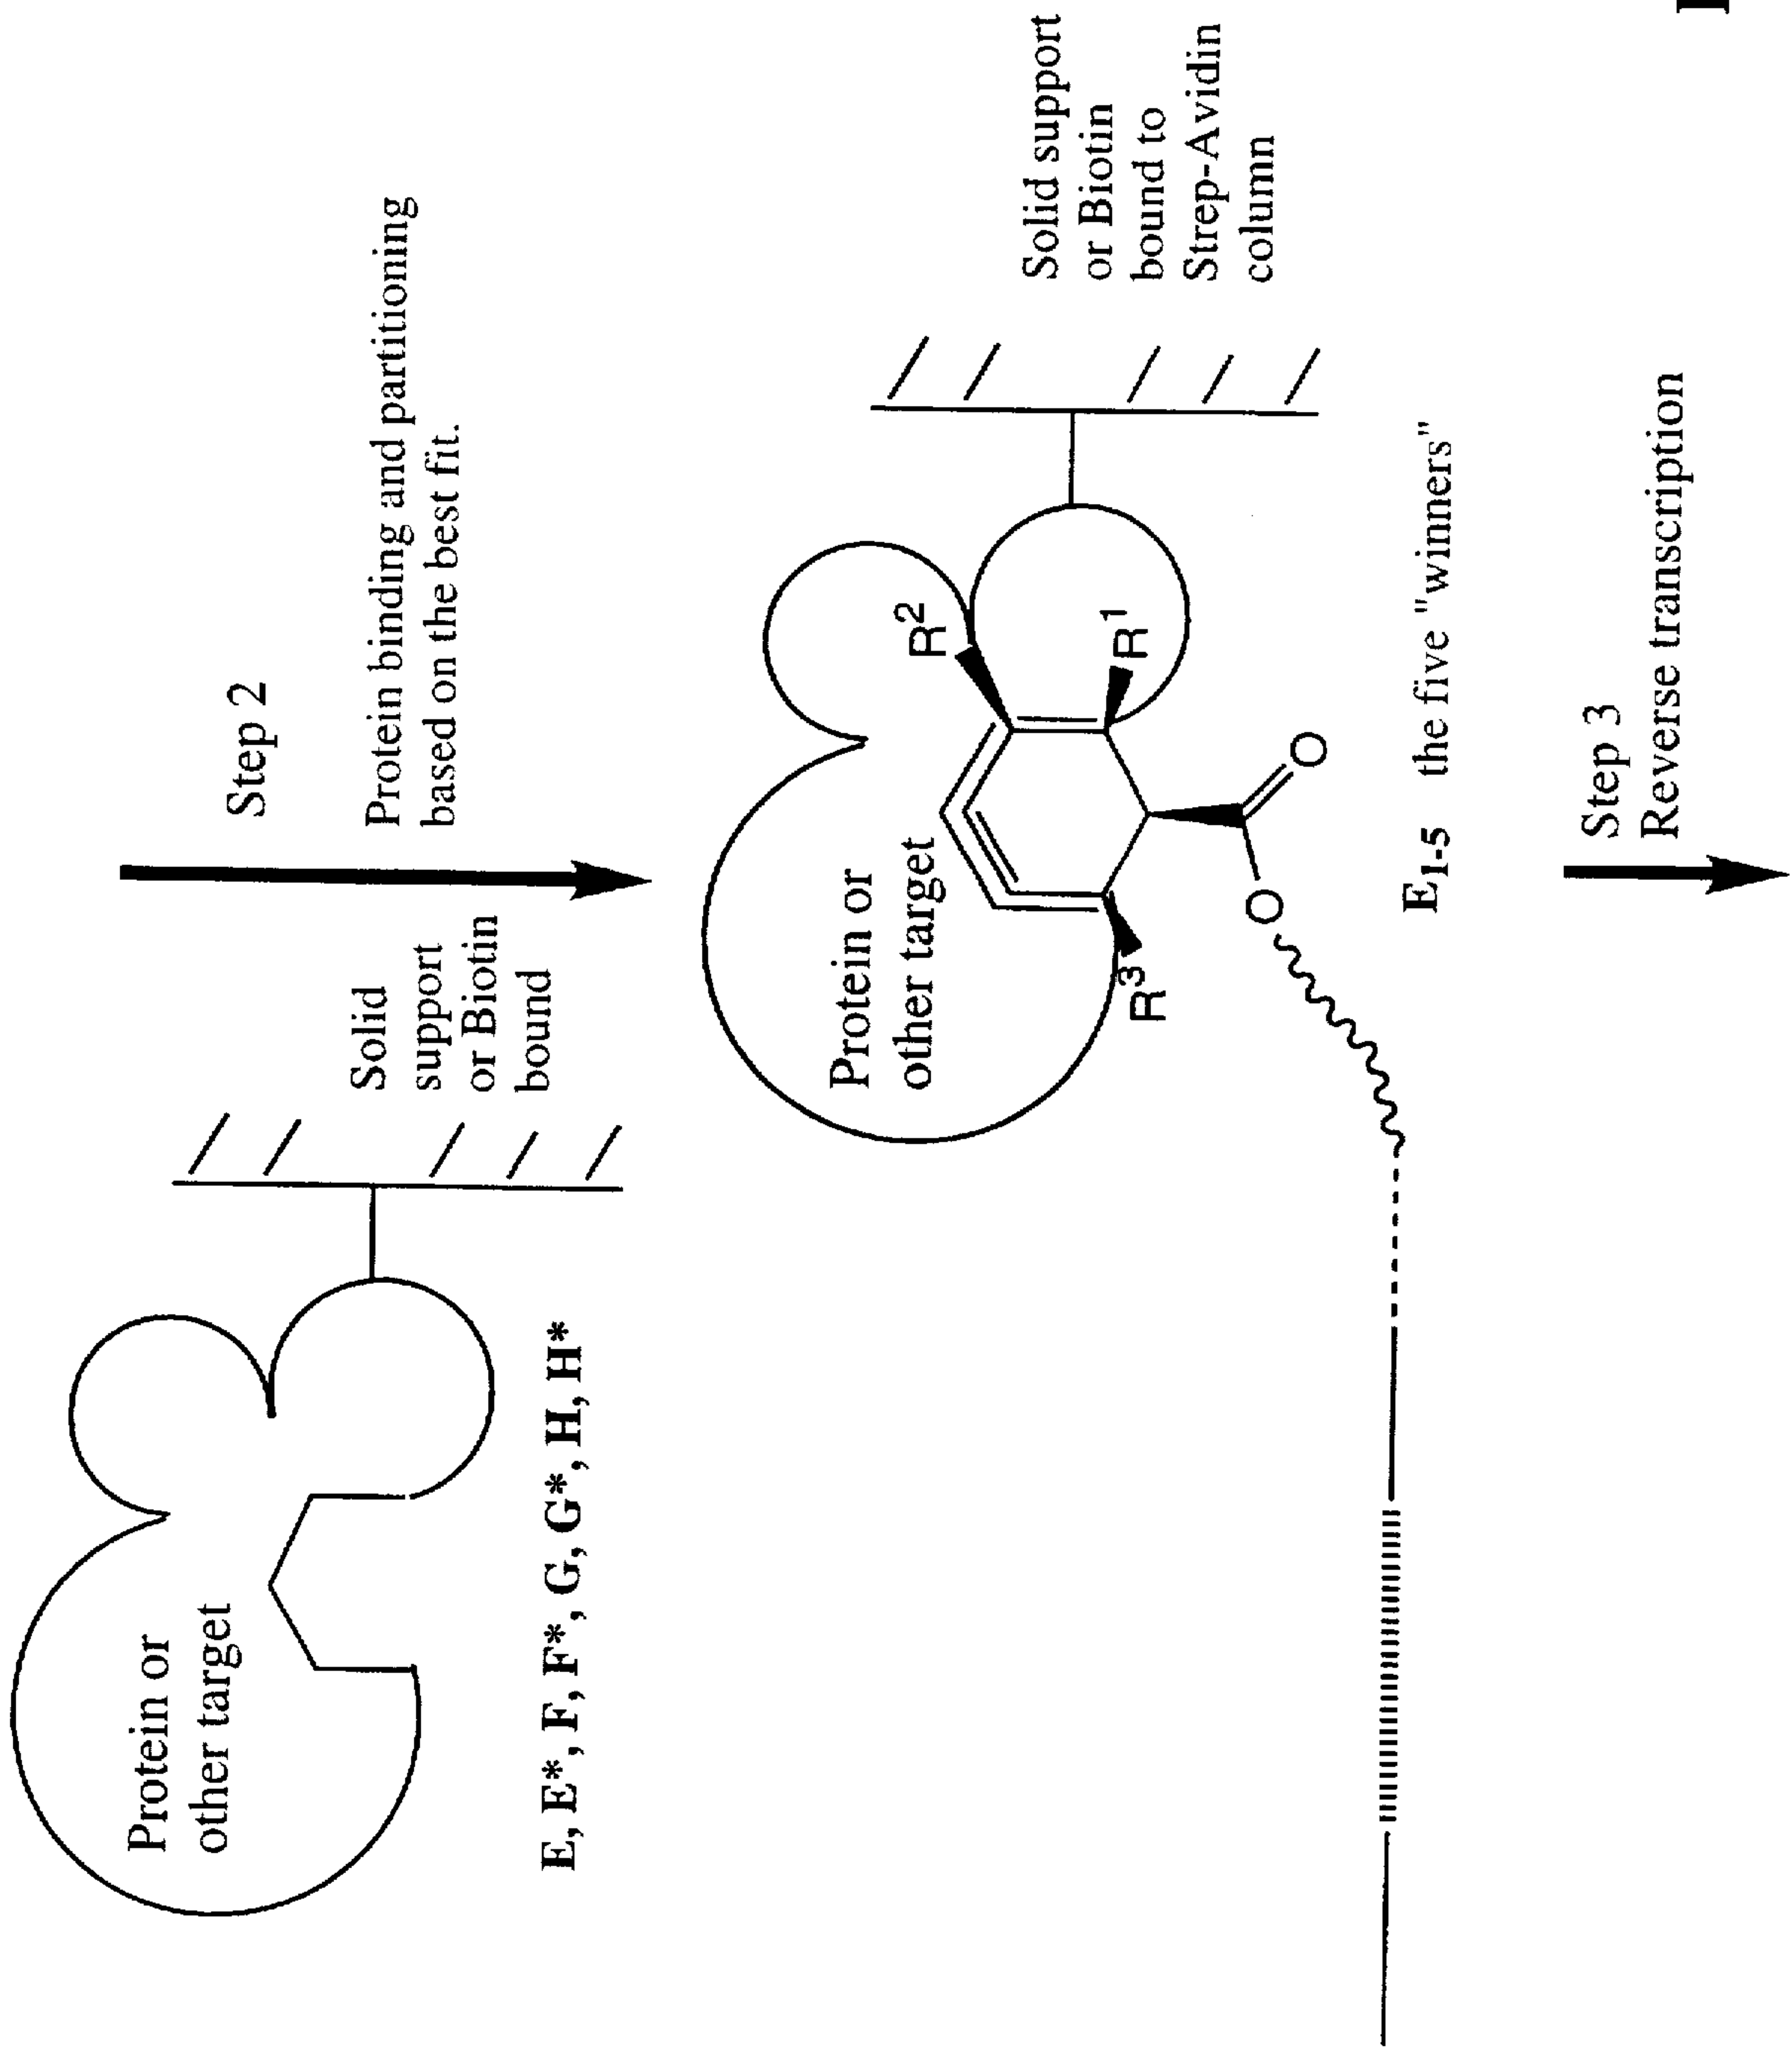 Protein or
other target
Solid
support
or Biotin
bound
E, E*, F, F*, G, G*, H, H*
Step 2
Protein binding and partitioning
based on the best fit.
Protein or
other target
R2
R1
R3
O
O
Solid support
or Biotin
bound to
Strep-Avidin
column
E1-5 the five "winners"
Step 3
Reverse transcription